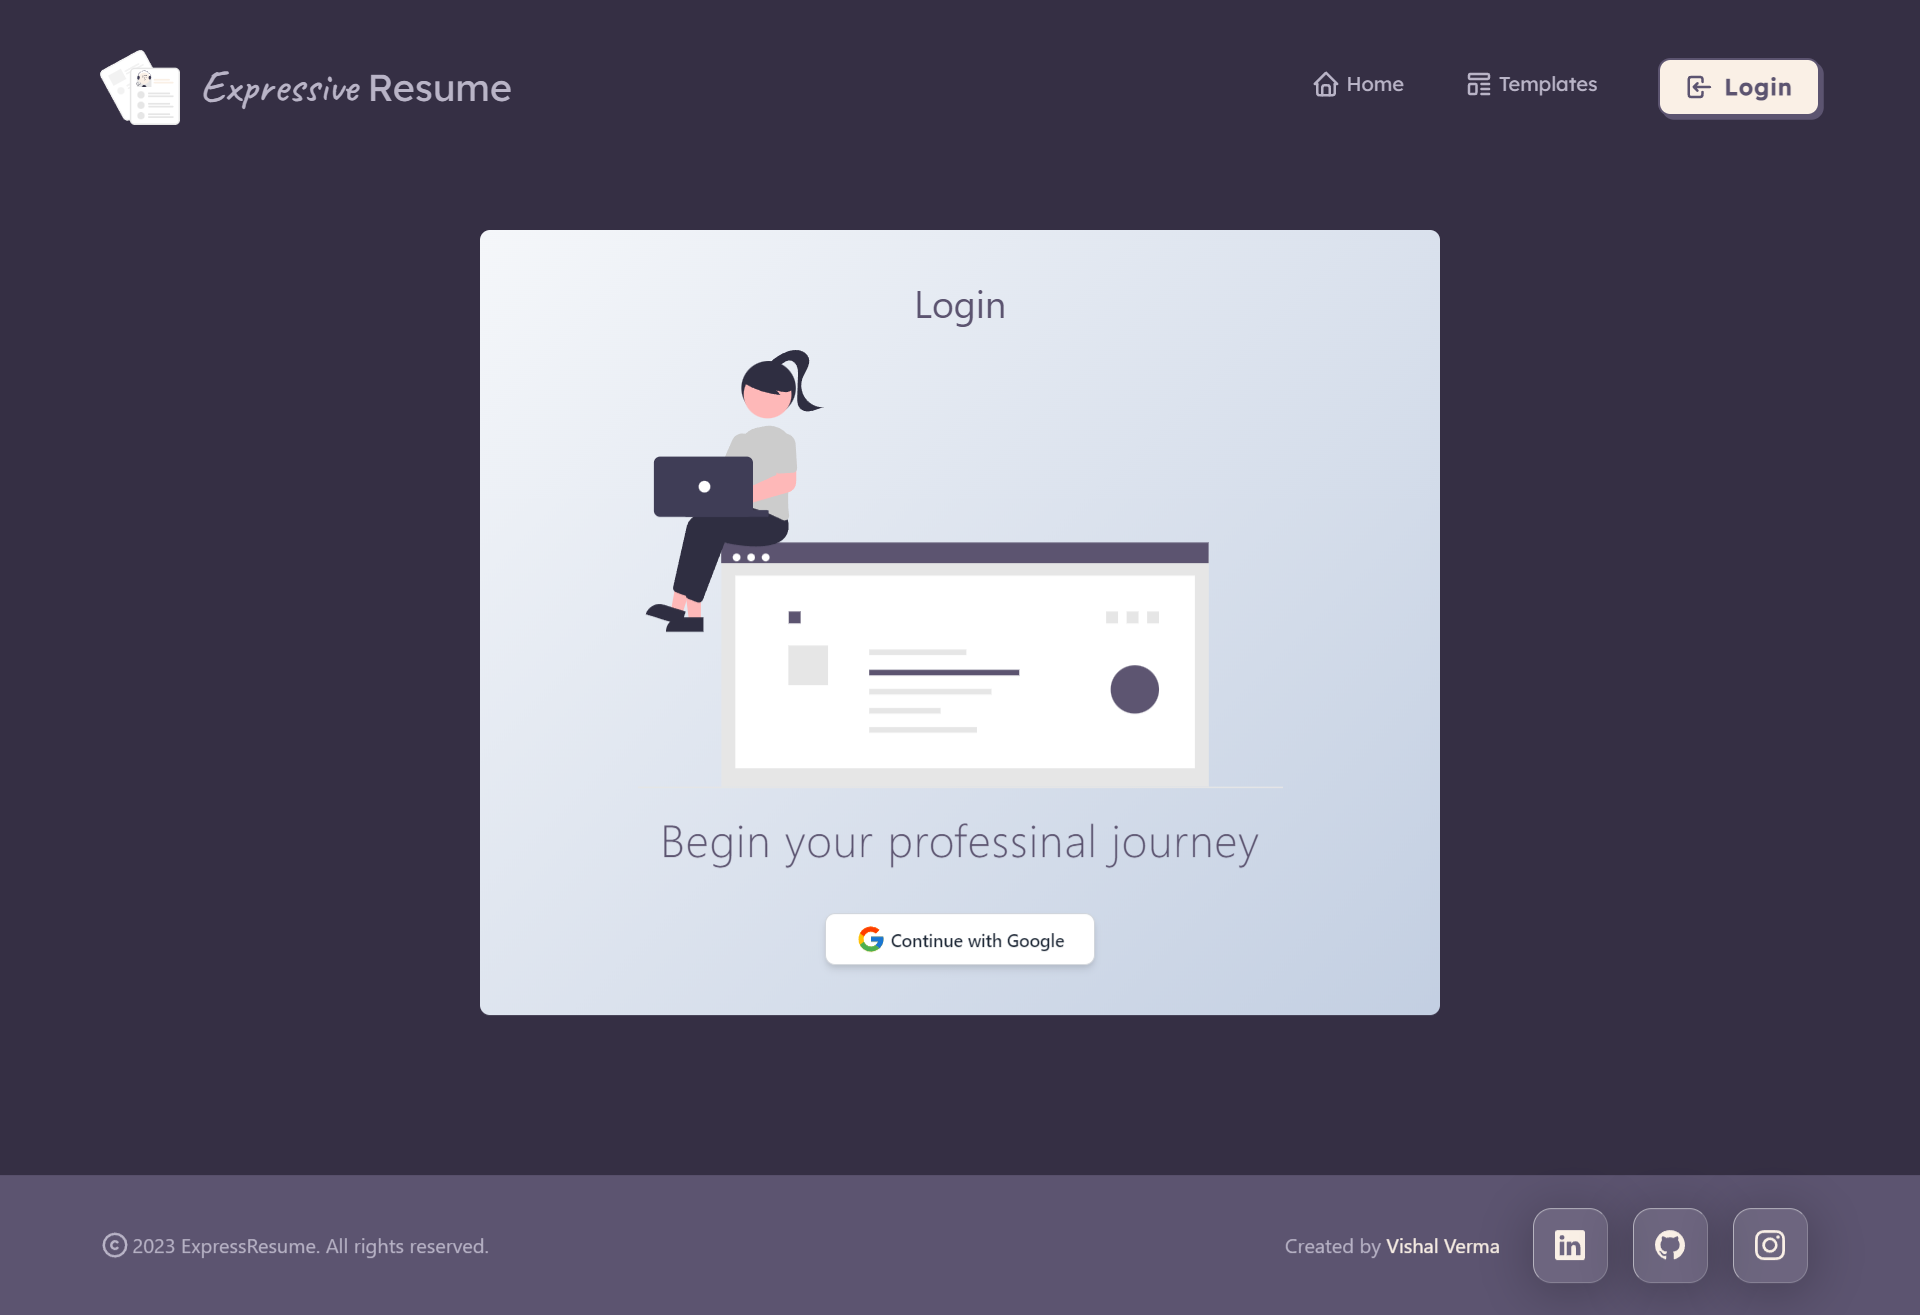 Expressive Resume
Home
Templates
Login
Login
Begin your professinal journey
Continue with Google
© 2023 ExpressResume. All rights reserved.
Created by Vishal Verma